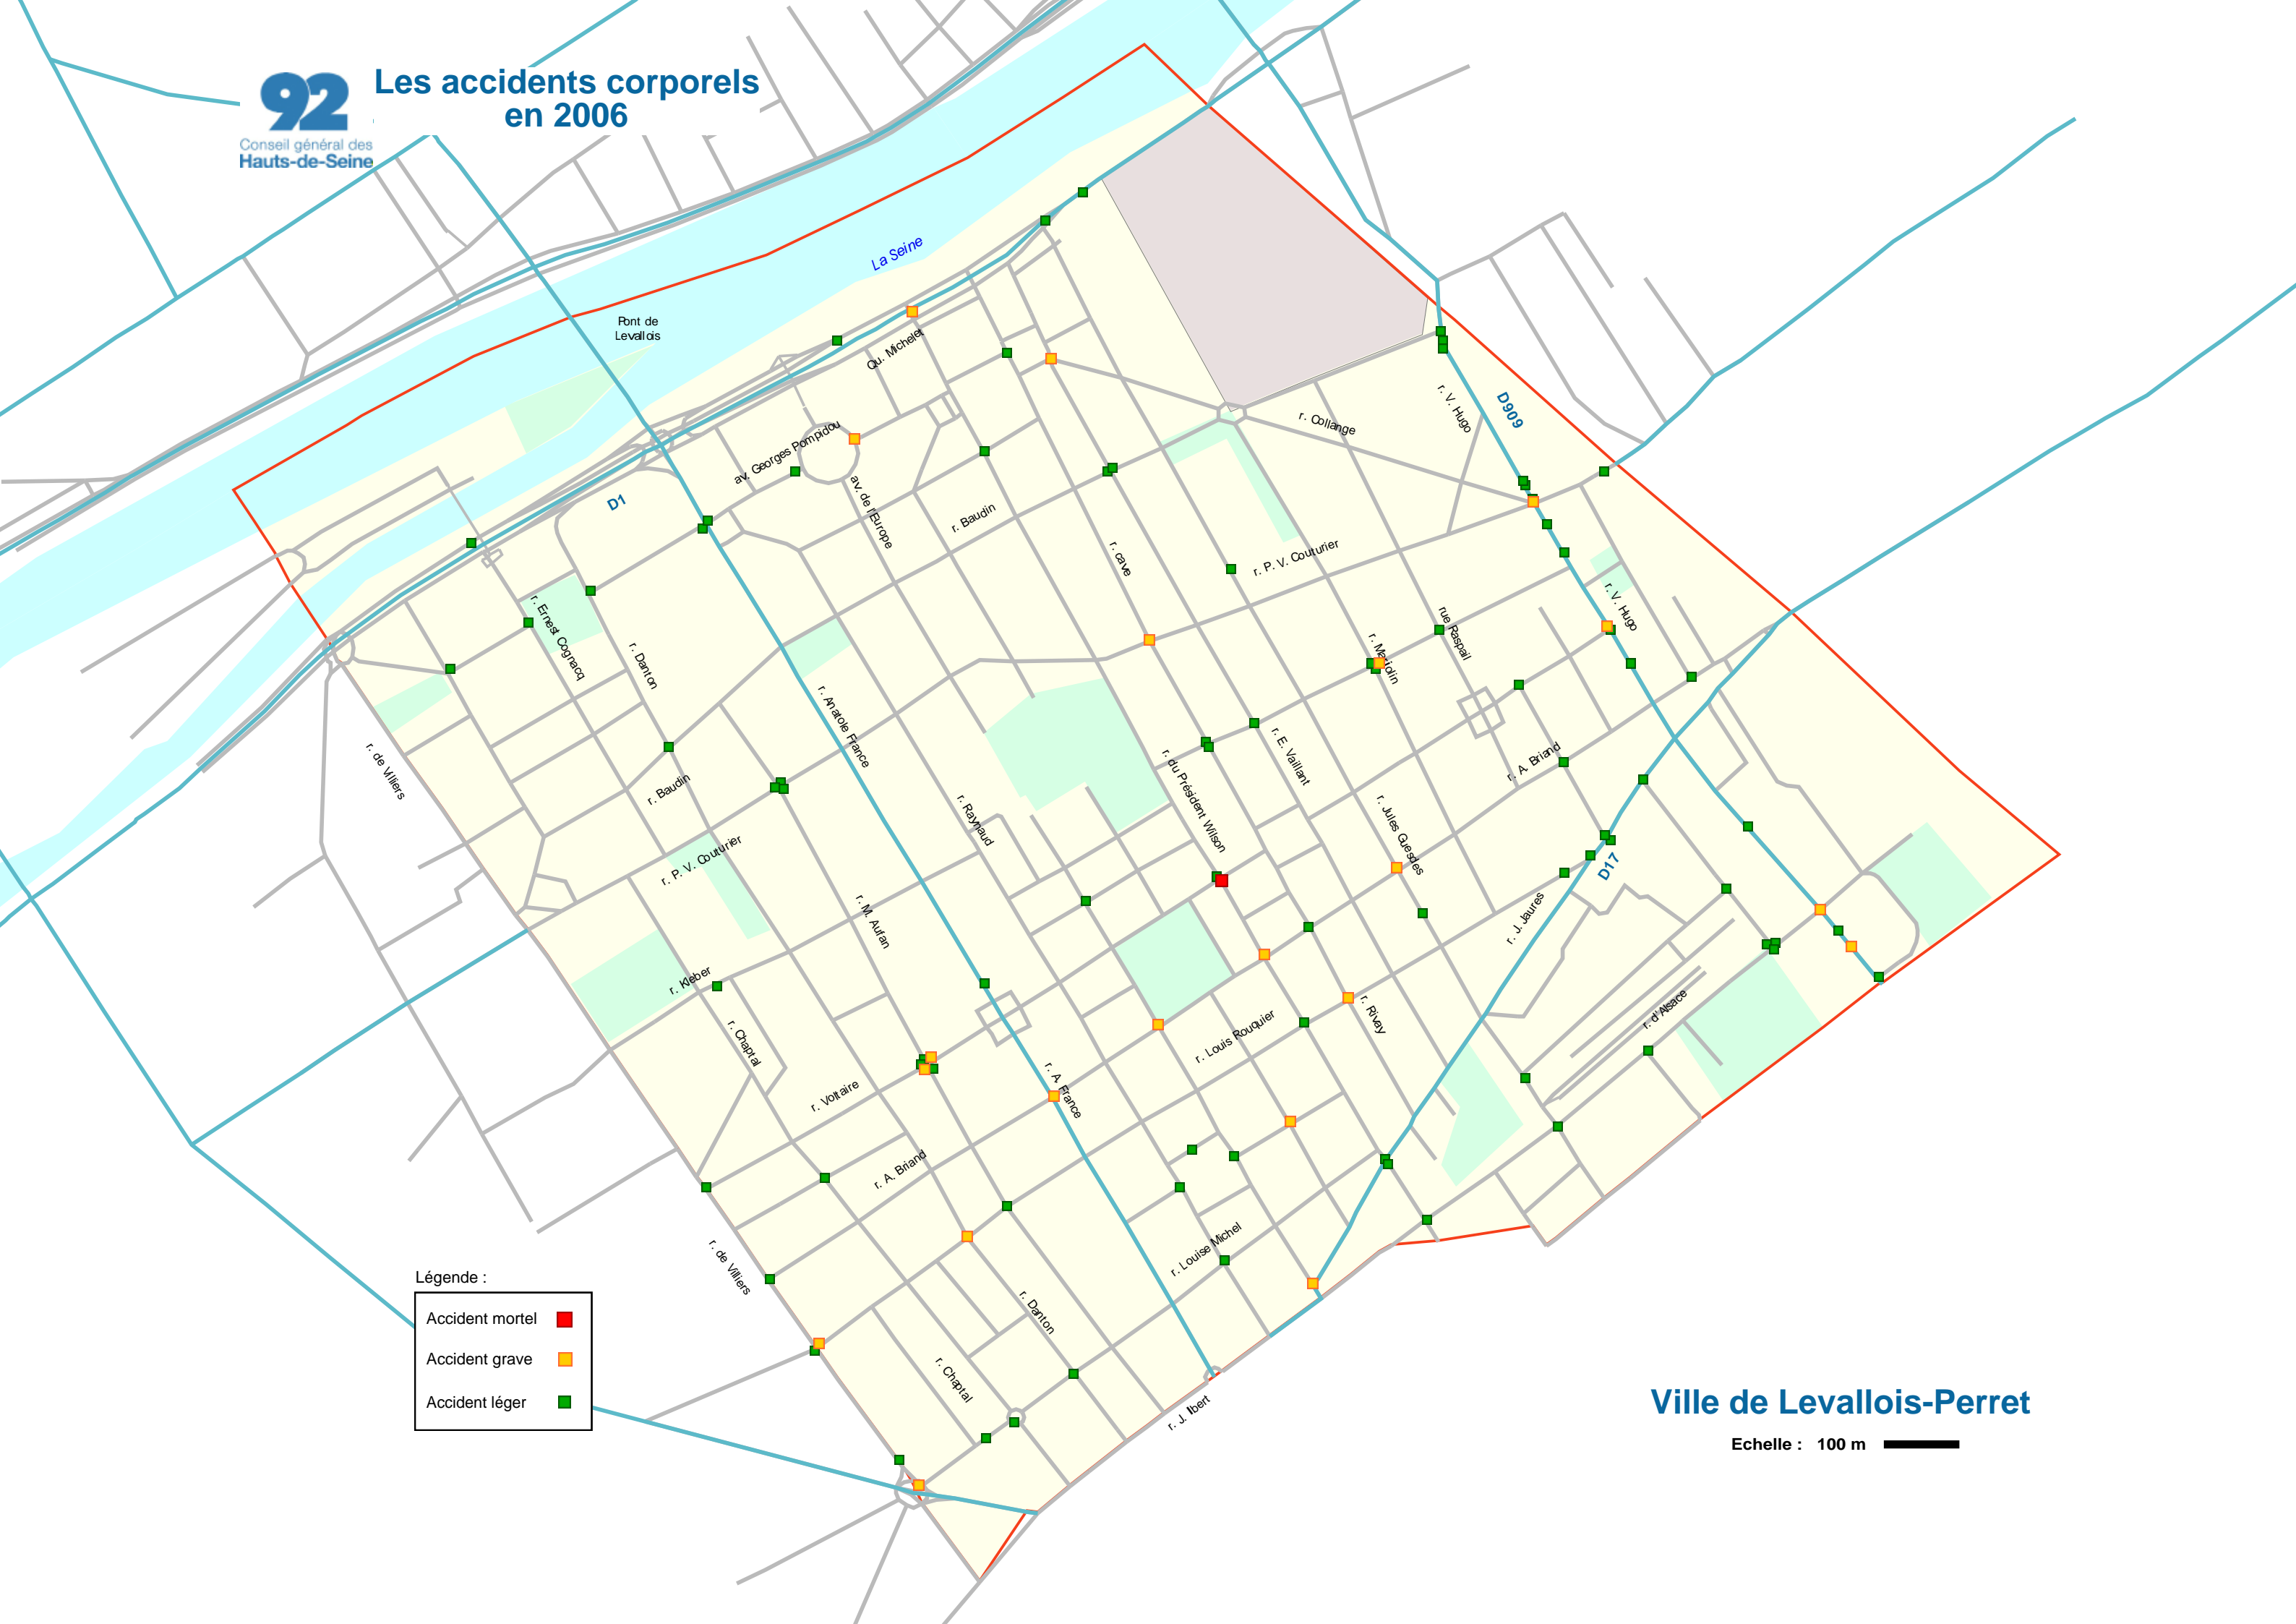 92
Conseil général des
Hauts-de-Seine
Les accidents corporels
en 2006
La Seine
Pont de
Levallois
Qu. Michelet
av. Georges Pompidou
D1
av. de l'Europe
r. Baudin
r. cave
r. Collange
r. V. Hugo
D909
r. P. V. Couturier
r. V. Hugo
rue Raspail
r. Marjolin
r. Ernest Cognacq
r. Danton
r. Anatole France
r. de Villiers
r. Baudin
r. P. V. Couturier
r. Raynaud
r. du Président Wilson
r. E. Vaillant
r. Jules Guesdes
r. A. Briand
D17
r. J. Jaures
r. M. Aufan
r. Kleber
r. Chaptal
r. Voltaire
r. A. France
r. Louis Rouquier
r. Rivay
r. d'Alsace
r. A. Briand
r. de Villiers
r. Louise Michel
r. Danton
r. Chaptal
r. J. Ibert
Légende :
Accident mortel
Accident grave
Accident léger
Ville de Levallois-Perret
Echelle : 100 m